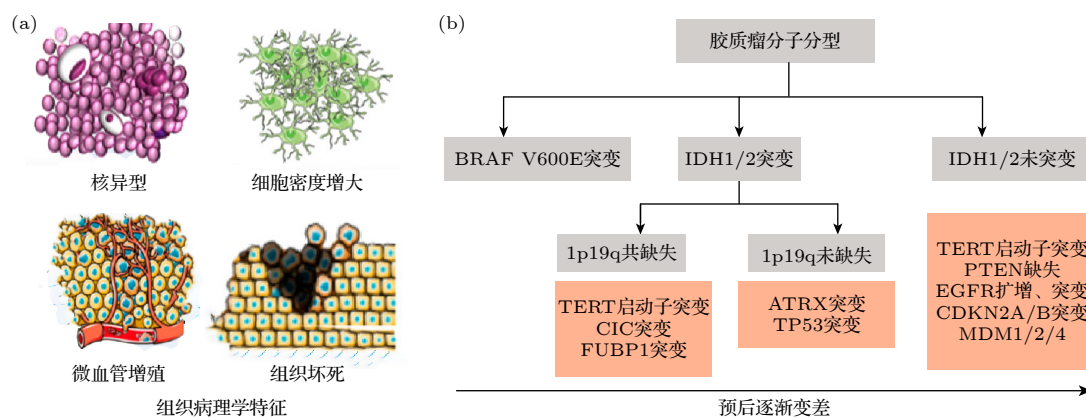 (a)
核异型
细胞密度增大
微血管增殖
组织坏死
组织病理学特征
(b)
胶质瘤分子分型
BRAF V600E突变
IDH1/2突变
IDH1/2未突变
1p19q共缺失
1p19q未缺失
TERT启动子突变
CIC突变
FUBP1突变
ATRX突变
TP53突变
TERT启动子突变
PTEN缺失
EGFR扩增、突变
CDKN2A/B突变
MDM1/2/4
预后逐渐变差